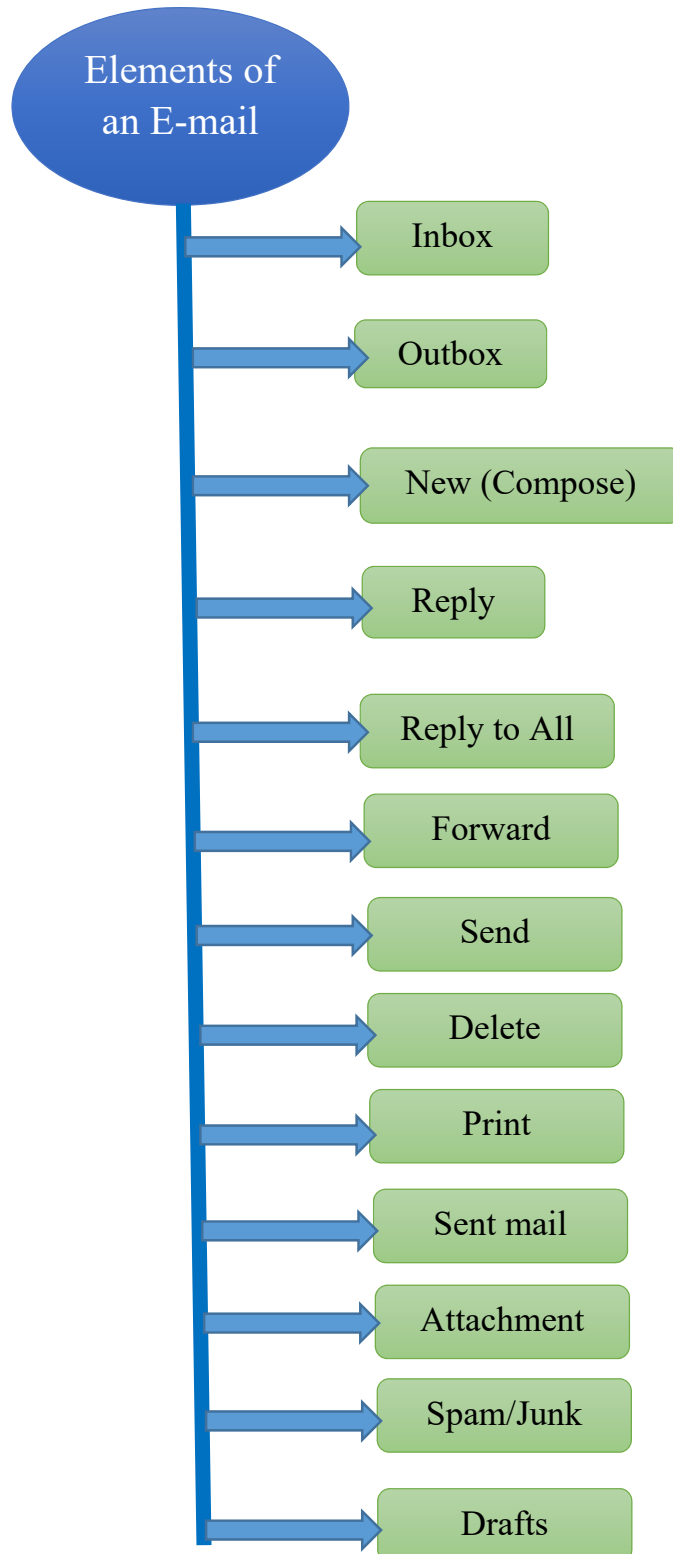 Elements of
an E-mail
Inbox
Outbox
New (Compose)
Reply
Reply to All
Forward
Send
Delete
Print
Sent mail
Attachment
Spam/Junk
Drafts